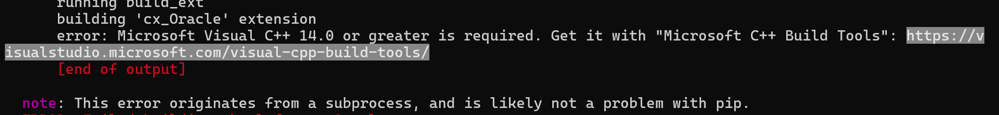 running build_ext
building 'cx_Oracle' extension
error: Microsoft Visual C++ 14.0 or greater is required. Get it with "Microsoft C++ Build Tools": https://v
isualstudio.microsoft.com/visual-cpp-build-tools/
[end of output]
note: This error originates from a subprocess, and is likely not a problem with pip.